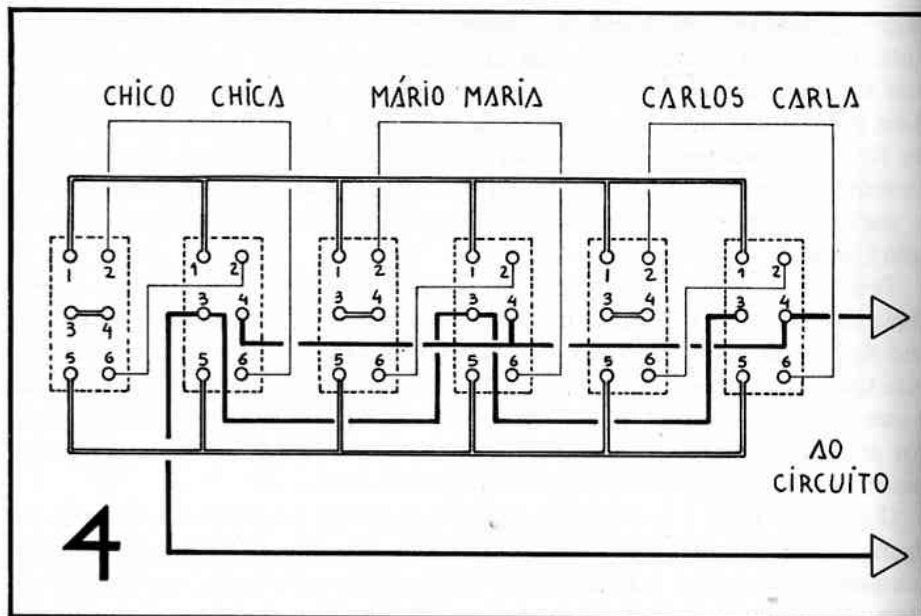 CHICO CHICA MÁRIO MARIA CARLOS CARLA
1 2 1 2 1 2 1 2 1 2 1 2
3 4 3 4 3 4 3 4 3 4 3 4
5 6 5 6 5 6 5 6 5 6 5 6
AO
CIRCUITO
4